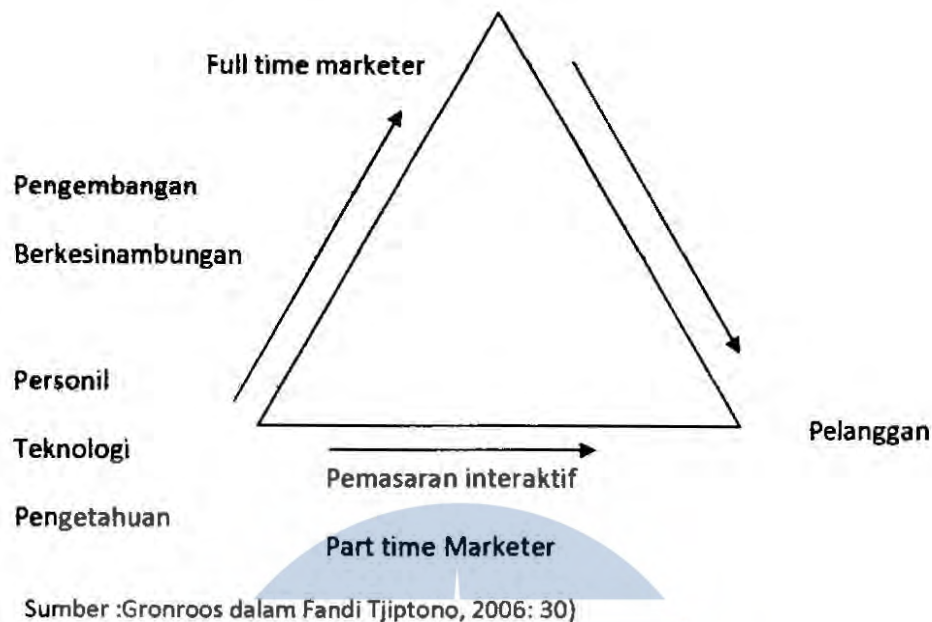 Full time marketer
Pengembangan
Berkesinambungan
Personil
Teknologi
Pelanggan
Pemasaran interaktif
Pengetahuan
Part time Marketer
Sumber :Gronroos dalam Fandi Tjiptono, 2006: 30)